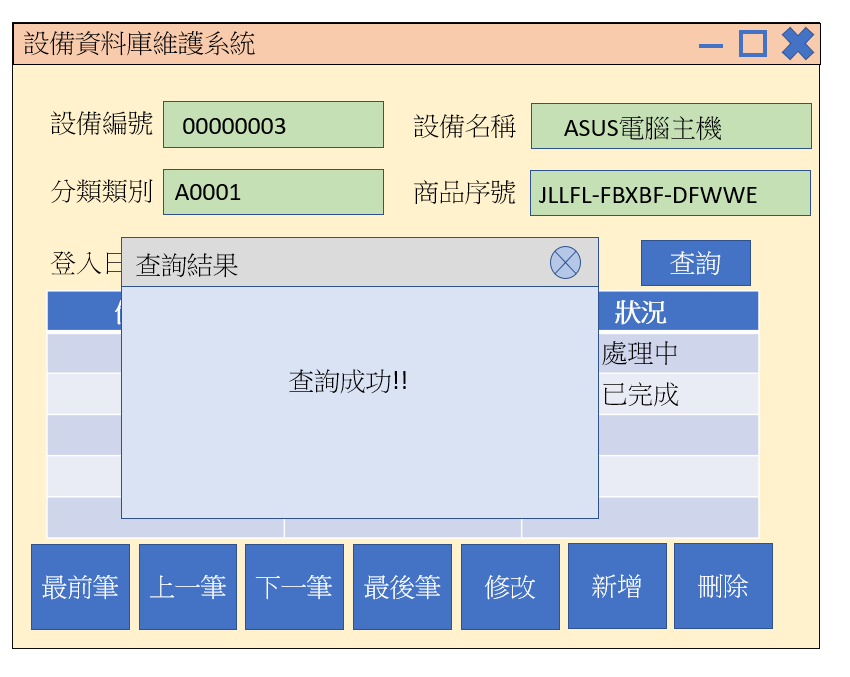 設備資料庫維護系統
設備編號 00000003 設備名稱 ASUS電腦主機
分類類別 A0001 商品序號 JLLFL-FBXBF-DFWWE
登入日 查詢結果 查詢
狀況
處理中
查詢成功!!
已完成
最前筆 上一筆 下一筆 最後筆 修改 新增 刪除